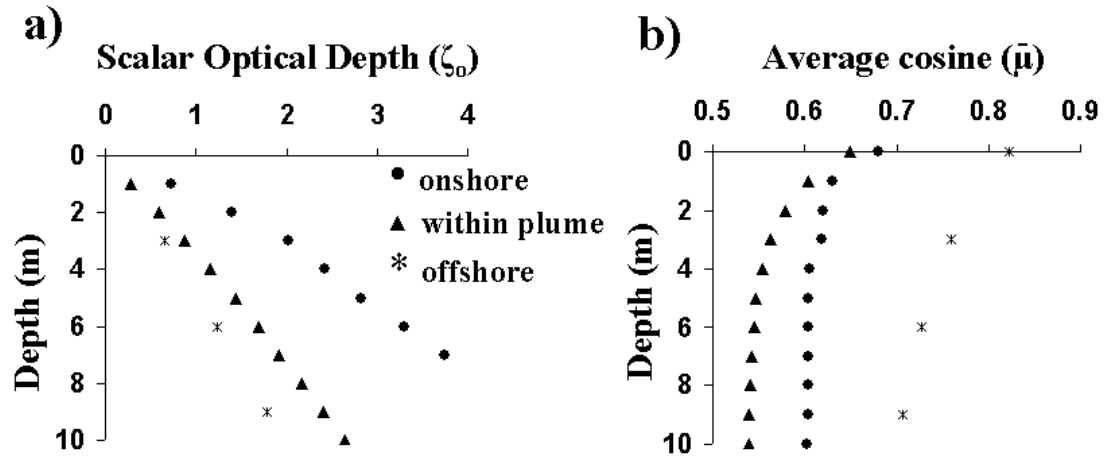 a)
Scalar Optical Depth (ζₒ)
0 1 2 3 4
0
2
4
6
8
10
Depth (m)
onshore
within plume
offshore
b)
Average cosine (μ̄)
0.5 0.6 0.7 0.8 0.9
0
2
4
6
8
10
Depth (m)